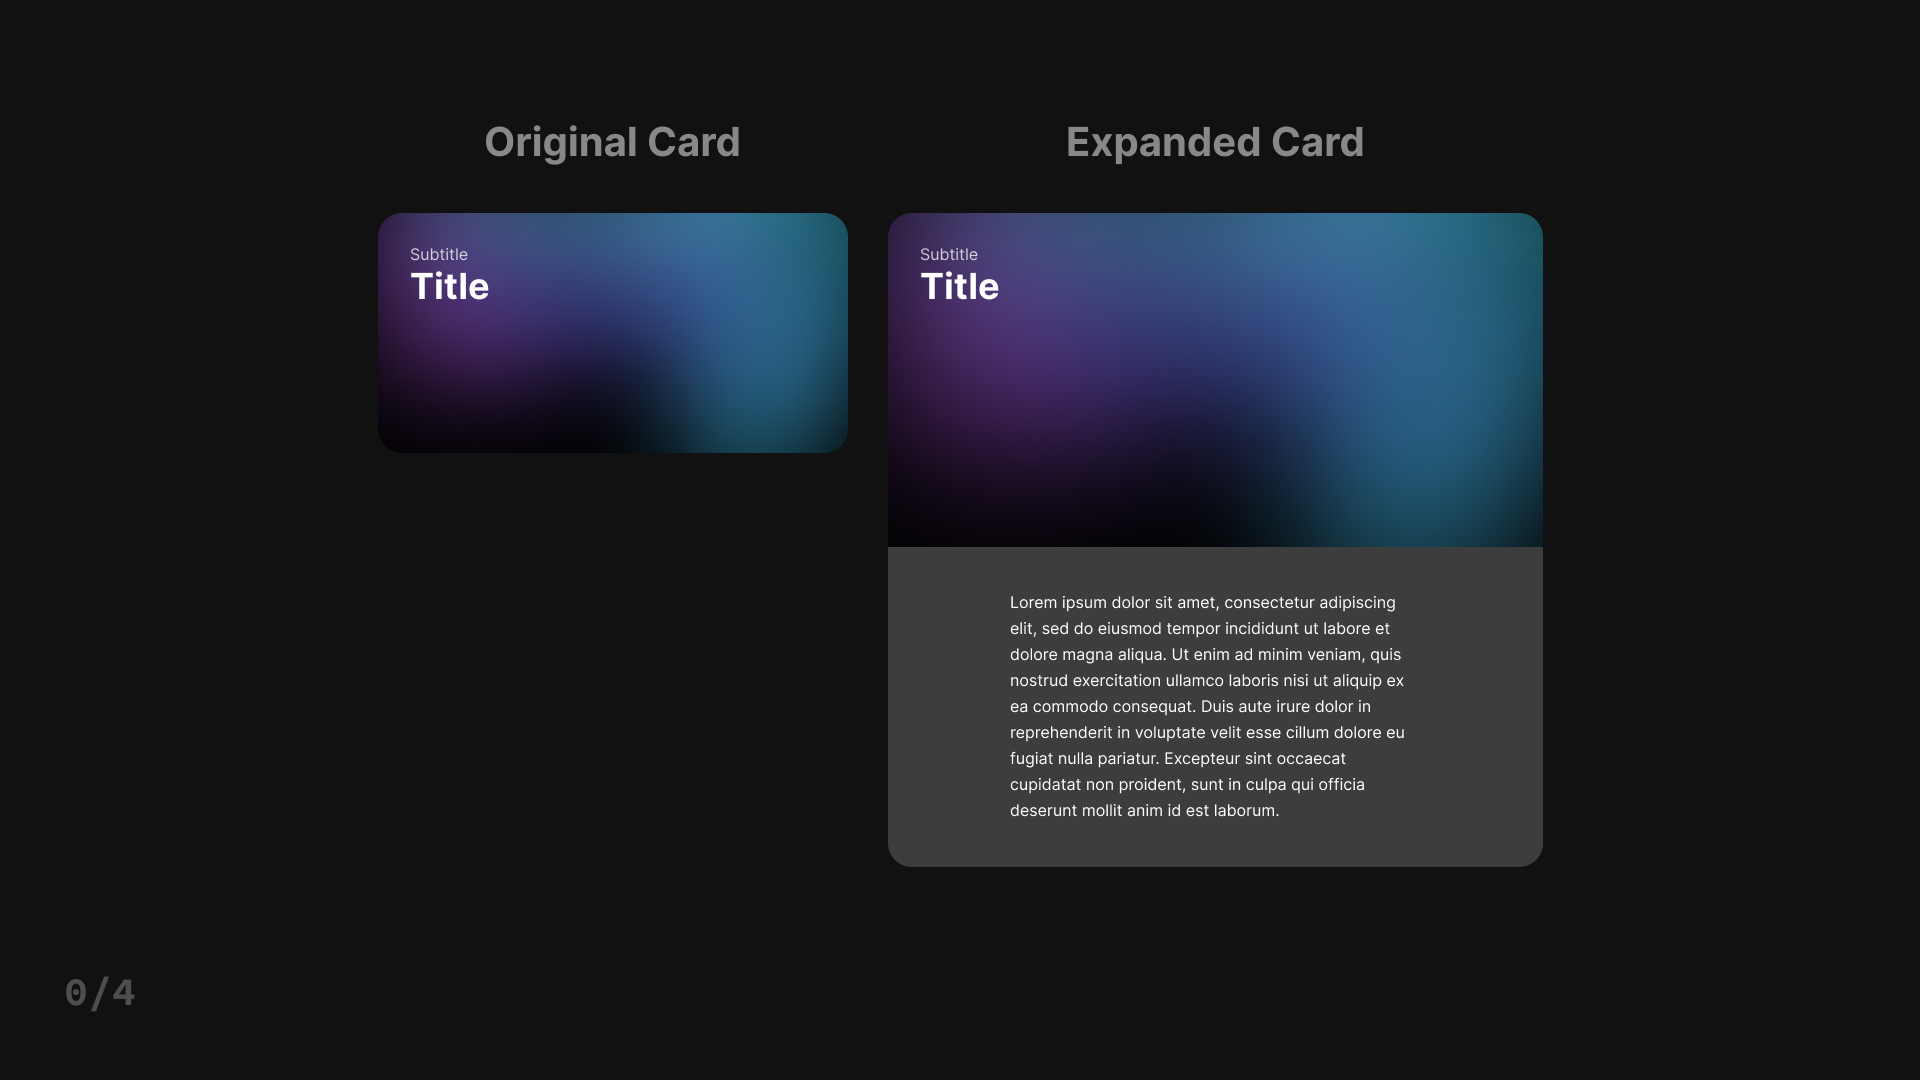 Original Card
Expanded Card
Subtitle
Title
Subtitle
Title
Lorem ipsum dolor sit amet, consectetur adipiscing
elit, sed do eiusmod tempor incididunt ut labore et
dolore magna aliqua. Ut enim ad minim veniam, quis
nostrud exercitation ullamco laboris nisi ut aliquip ex
ea commodo consequat. Duis aute irure dolor in
reprehenderit in voluptate velit esse cillum dolore eu
fugiat nulla pariatur. Excepteur sint occaecat
cupidatat non proident, sunt in culpa qui officia
deserunt mollit anim id est laborum.
0/4